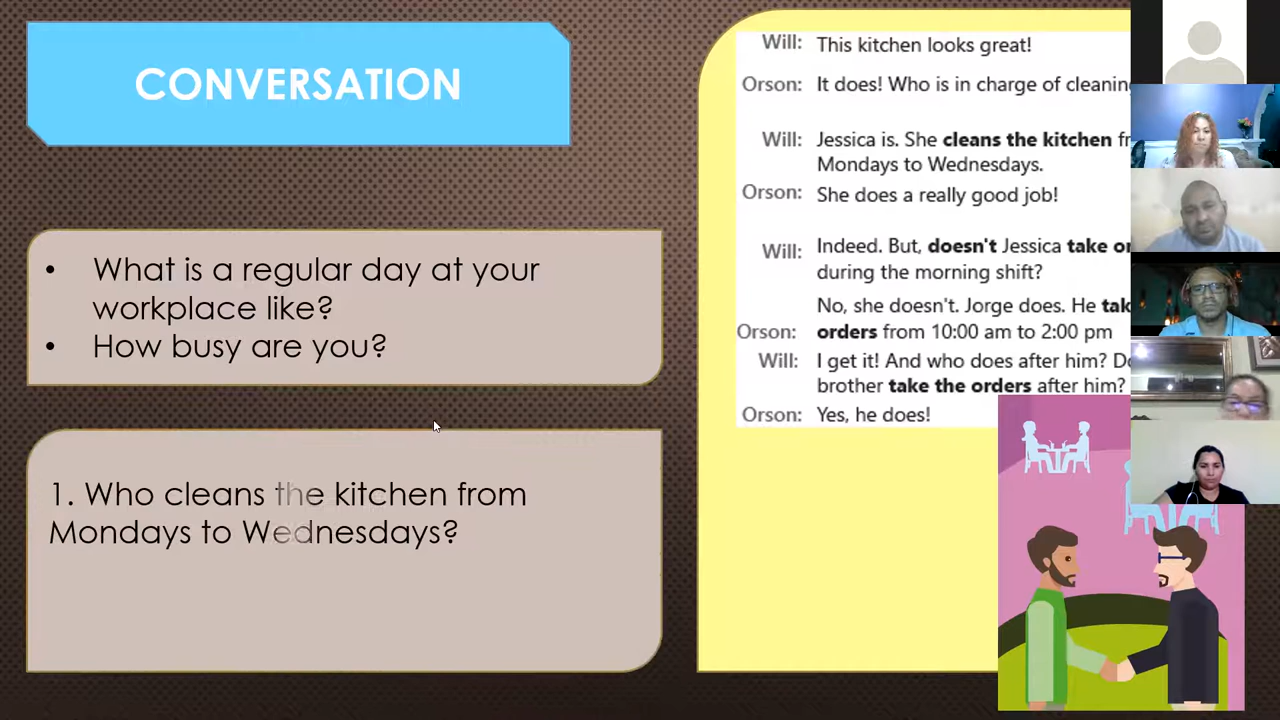 CONVERSATION
• What is a regular day at your
workplace like?
• How busy are you?
1. Who cleans the kitchen from
Mondays to Wednesdays?
Will: This kitchen looks great!
Orson: It does! Who is in charge of cleaning
Will: Jessica is. She cleans the kitchen
Mondays to Wednesdays.
Orson: She does a really good job!
Will: Indeed. But, doesn't Jessica take
during the morning shift?
No, she doesn't. Jorge does. He
Orson: orders from 10:00 am to 2:00 pm
Will: I get it! And who does after him?
brother take the orders after him?
Orson: Yes, he does!